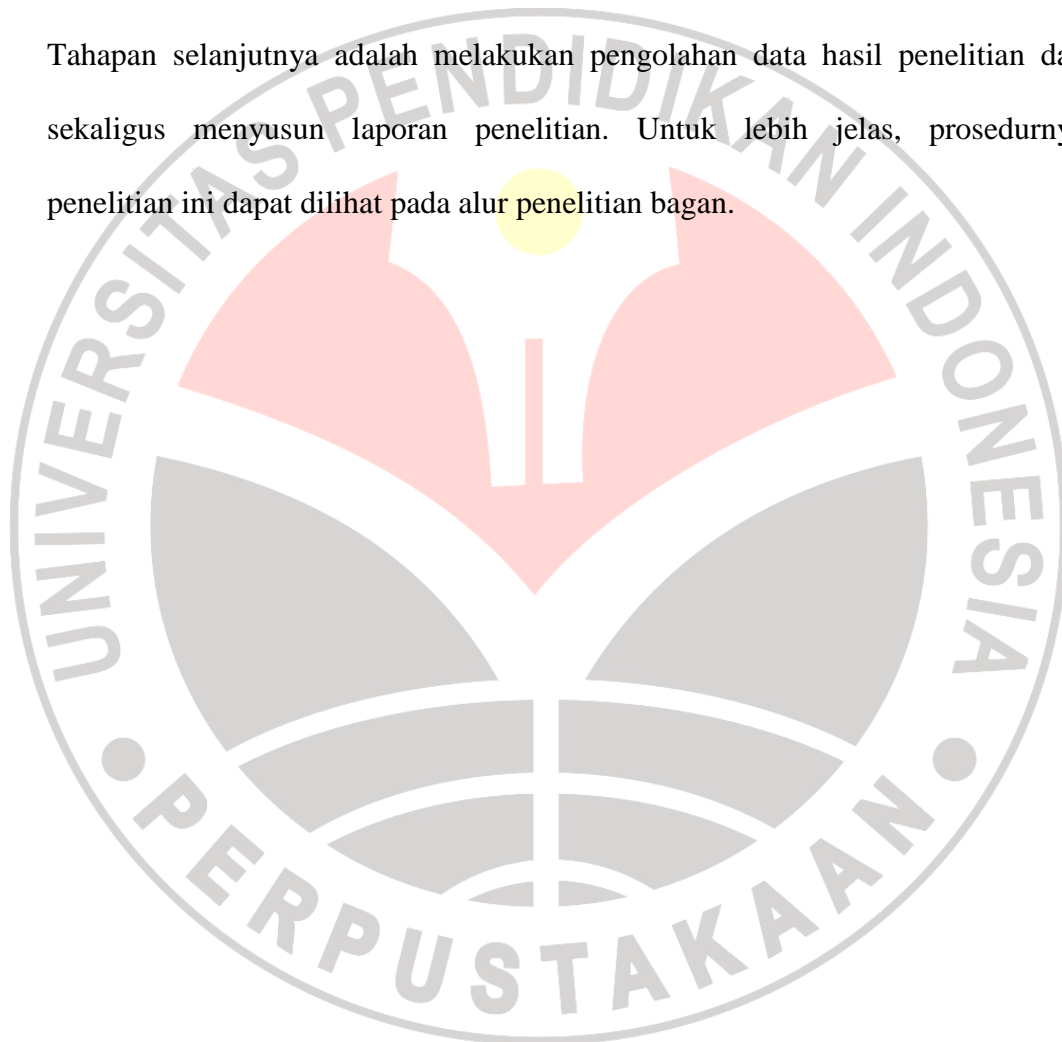 Tahapan selanjutnya adalah melakukan pengolahan data hasil penelitian da
sekaligus menyusun laporan penelitian. Untuk lebih jelas, prosedurny
penelitian ini dapat dilihat pada alur penelitian bagan.
UNIVERSITAS PENDIDIKAN INDONESIA
PERPUSTAKAAN